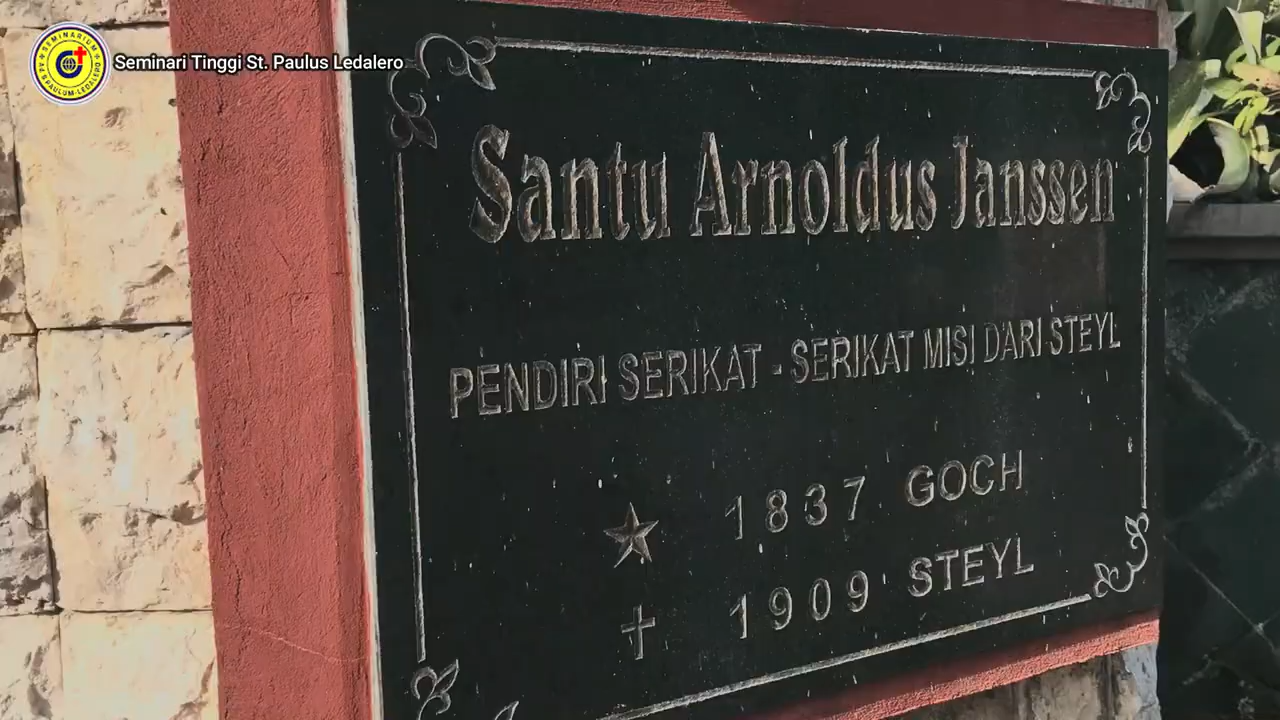 Seminari Tinggi St. Paulus Ledalero
Santu Arnoldus Janssen
PENDIRI SERIKAT - SERIKAT MISI DARI STEYL
1837 GOCH
1909 STEYL